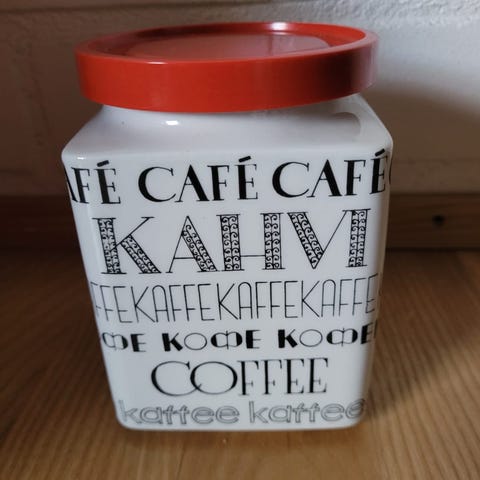 AFÉ CAFÉ CAFÉ
KAHVI
FFEKAFFEKAFFEKAFFE
ФЕ КОФЕ КОФЕ
COFFEE
kaffee kaffee